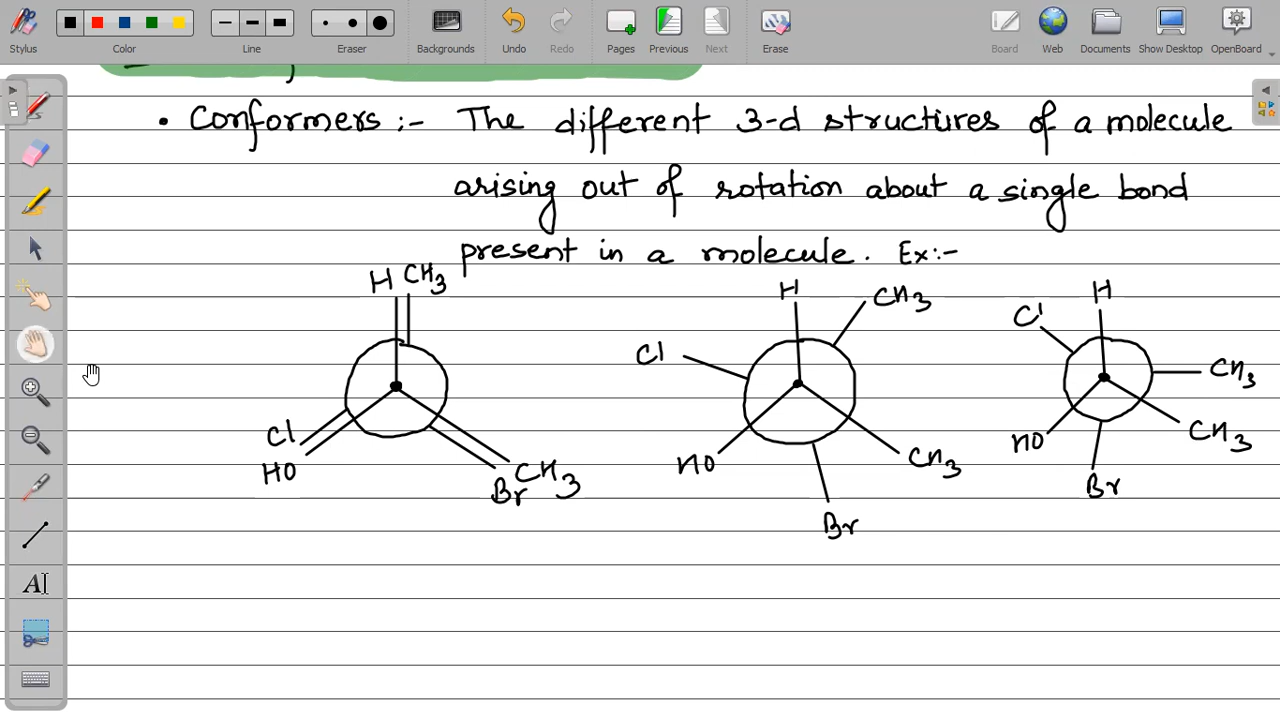 Stylus
Color
Line
Eraser
Backgrounds
Undo
Redo
Pages
Previous
Next
Erase
Board
Web
Documents
Show Desktop
OpenBoard
• Conformers :- The different 3-d structures of a molecule
arising out of rotation about a single bond
present in a molecule. Ex:-
H CH3
Cl
HO
CH3
Br
H
CH3
Cl
HO
CH3
Br
H
Cl
CH3
HO
CH3
Br
AI